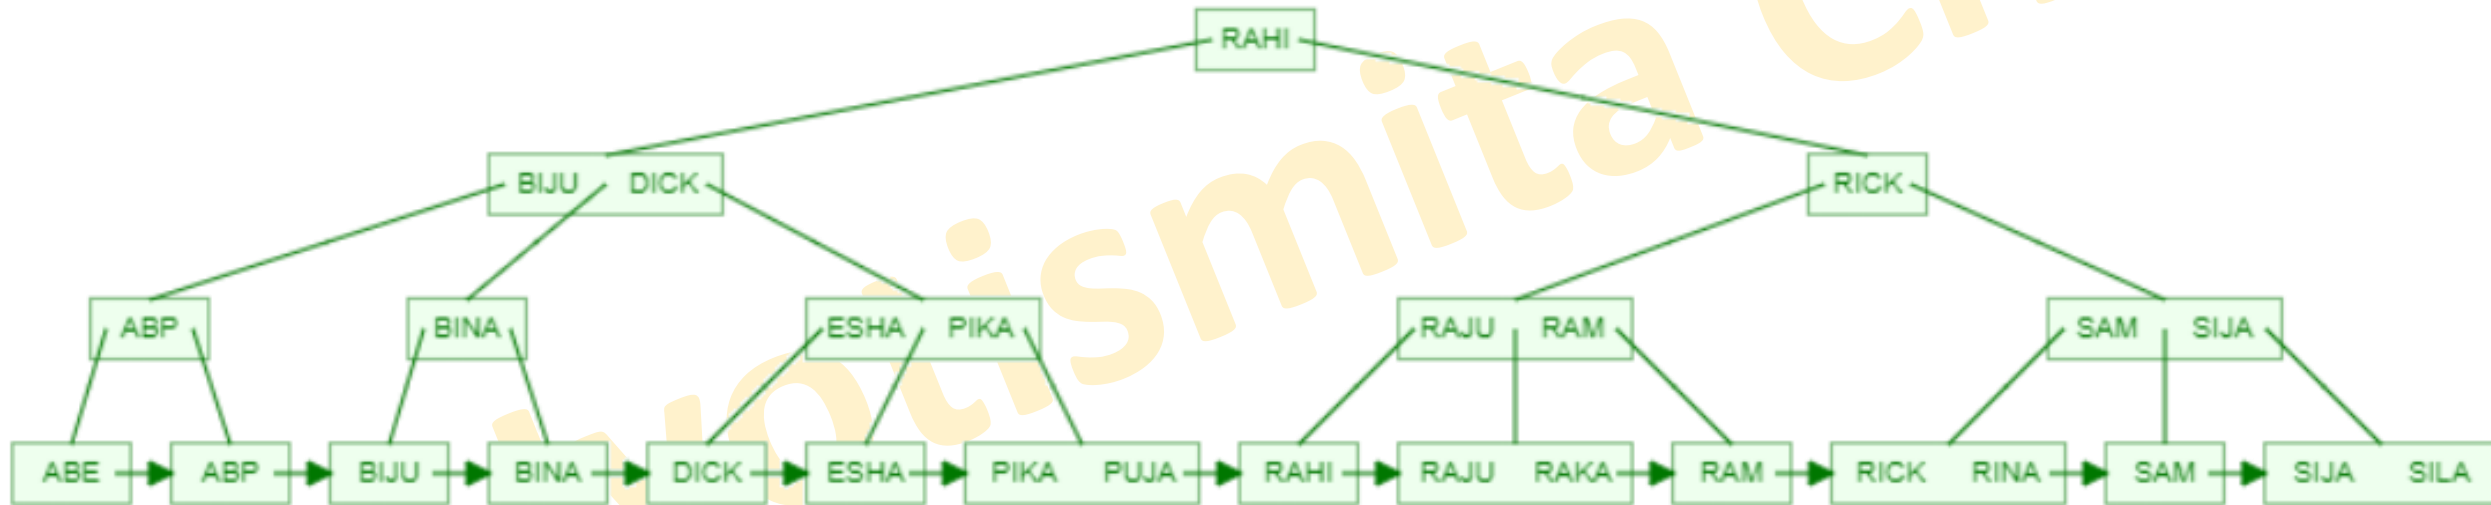 RAHI
BIJU DICK RICK
ABP BINA ESHA PIKA RAJU RAM SAM SIJA
ABE ABP BIJU BINA DICK ESHA PIKA PUJA RAHI RAJU RAKA RAM RICK RINA SAM SIJA SILA
otismita